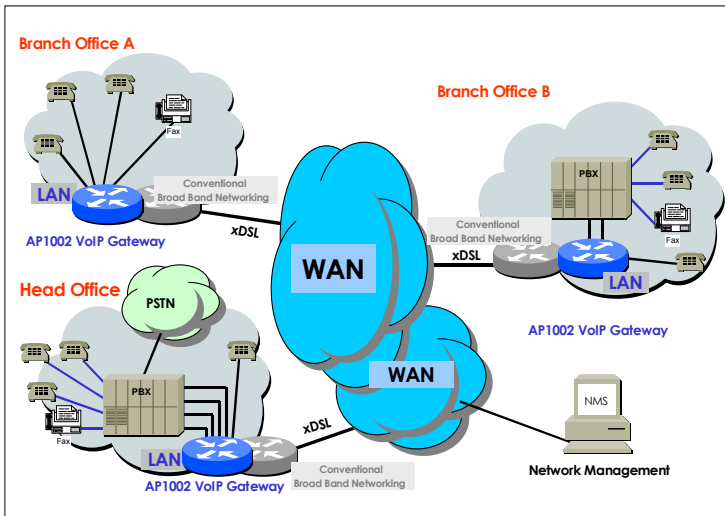 Branch Office A
Fax
LAN
Conventional
Broad Band Networking
AP1002 VoIP Gateway
xDSL
Branch Office B
PBX
Fax
Conventional
Broad Band Networking
xDSL
LAN
AP1002 VoIP Gateway
WAN
Head Office
PSTN
PBX
Fax
LAN
AP1002 VoIP Gateway
xDSL
Conventional
Broad Band Networking
WAN
NMS
Network Management